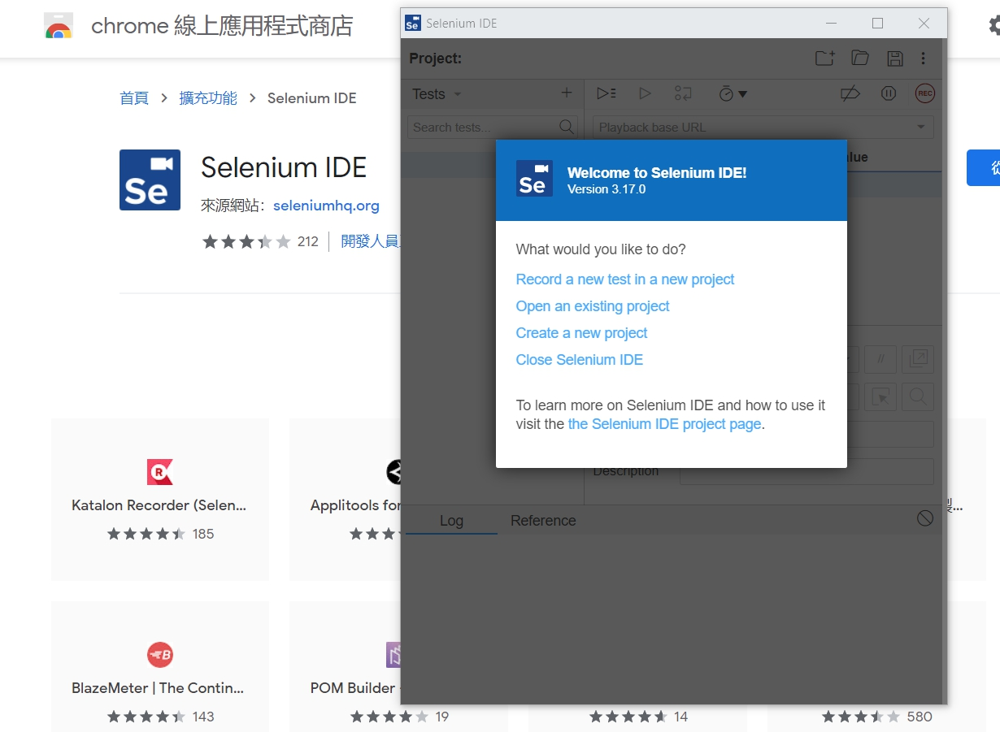 chrome 線上應用程式商店
首頁 > 擴充功能 > Selenium IDE
Se
Selenium IDE
來源網站: seleniumhq.org
212
開發人員
Se
Selenium IDE
Project:
Tests
REC
Search tests...
Playback base URL
Se
Welcome to Selenium IDE!
Version 3.17.0
What would you like to do?
Record a new test in a new project
Open an existing project
Create a new project
Close Selenium IDE
To learn more on Selenium IDE and how to use it
visit the the Selenium IDE project page.
//
Description
Log
Reference
R
Katalon Recorder (Selen...
185
Applitools for
B
BlazeMeter | The Contin...
143
POM Builder
19
14
580